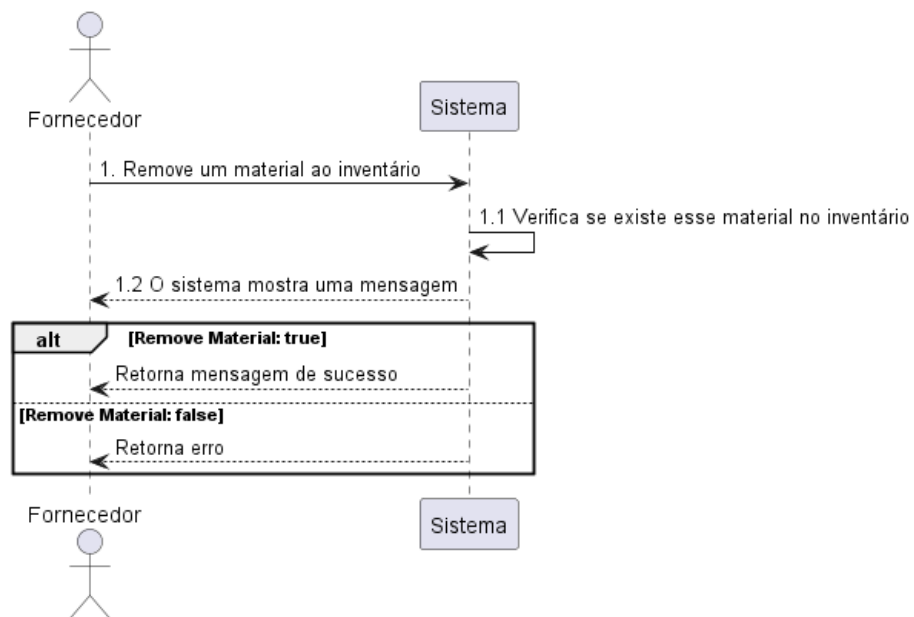 Fornecedor
Sistema
1. Remove um material ao inventário
1.1 Verifica se existe esse material no inventário
1.2 O sistema mostra uma mensagem
alt [Remove Material: true]
Retorna mensagem de sucesso
[Remove Material: false]
Retorna erro
Fornecedor
Sistema